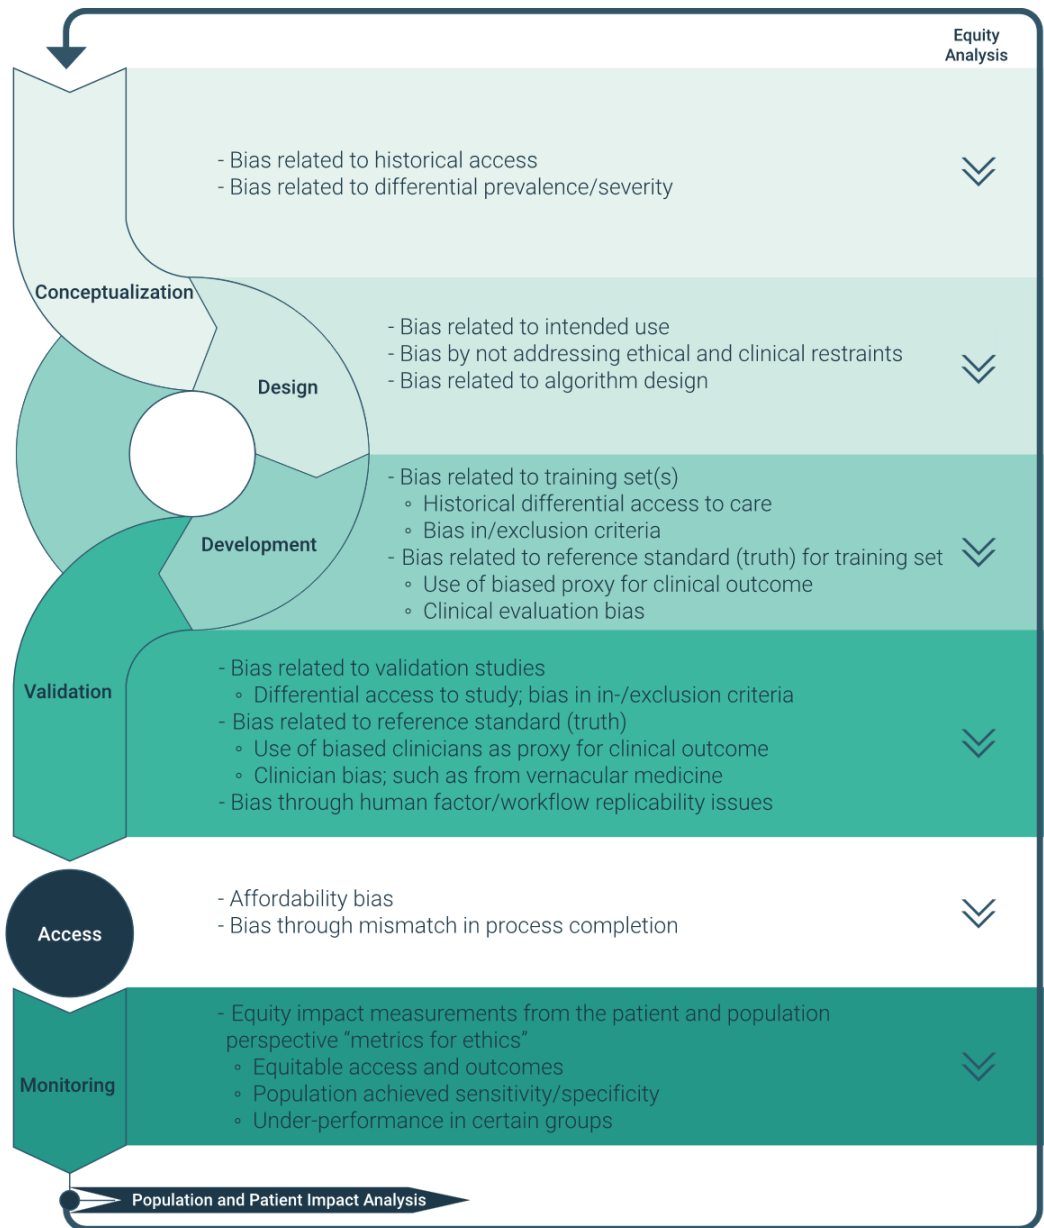 Equity
Analysis
- Bias related to historical access
- Bias related to differential prevalence/severity
Conceptualization
- Bias related to intended use
- Bias by not addressing ethical and clinical restraints
- Bias related to algorithm design
Design
- Bias related to training set(s)
◦ Historical differential access to care
◦ Bias in/exclusion criteria
- Bias related to reference standard (truth) for training set
◦ Use of biased proxy for clinical outcome
◦ Clinical evaluation bias
Development
- Bias related to validation studies
◦ Differential access to study; bias in in-/exclusion criteria
- Bias related to reference standard (truth)
◦ Use of biased clinicians as proxy for clinical outcome
◦ Clinician bias; such as from vernacular medicine
- Bias through human factor/workflow replicability issues
Validation
- Affordability bias
- Bias through mismatch in process completion
Access
- Equity impact measurements from the patient and population
perspective “metrics for ethics”
◦ Equitable access and outcomes
◦ Population achieved sensitivity/specificity
◦ Under-performance in certain groups
Monitoring
Population and Patient Impact Analysis